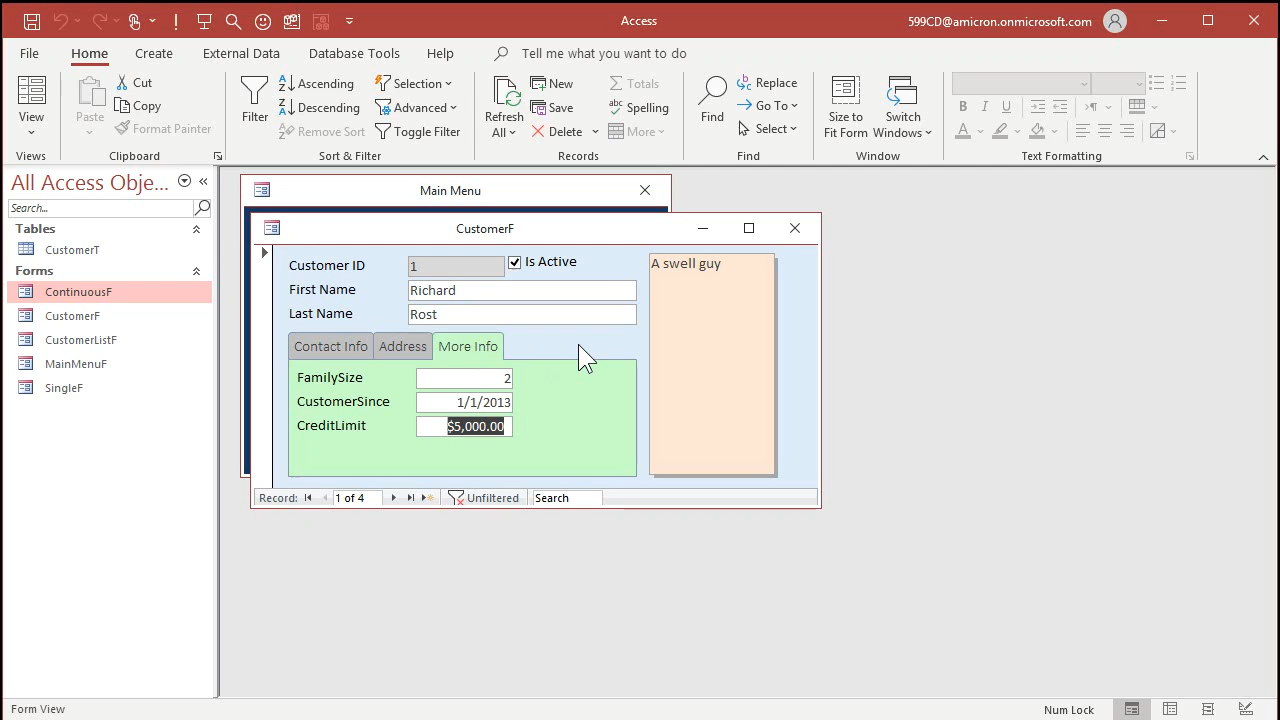 Access
599CD@amicron.onmicrosoft.com
File Home Create External Data Database Tools Help Tell me what you want to do
View
Views
Paste
Cut
Copy
Format Painter
Clipboard
Filter
Ascending
Descending
Remove Sort
Selection
Advanced
Toggle Filter
Sort & Filter
Refresh
All
New
Save
Delete
Totals
Spelling
More
Records
Find
Replace
Go To
Select
Find
Size to
Fit Form
Switch
Windows
Window
B I U
A
Text Formatting
All Access Obje...
Search...
Tables
CustomerT
Forms
ContinuousF
CustomerF
CustomerListF
MainMenuF
SingleF
Main Menu
CustomerF
Customer ID 1 Is Active
First Name Richard
Last Name Rost
A swell guy
Contact Info Address More Info
FamilySize 2
CustomerSince 1/1/2013
CreditLimit $5,000.00
Record: 1 of 4 Unfiltered Search
Form View
Num Lock